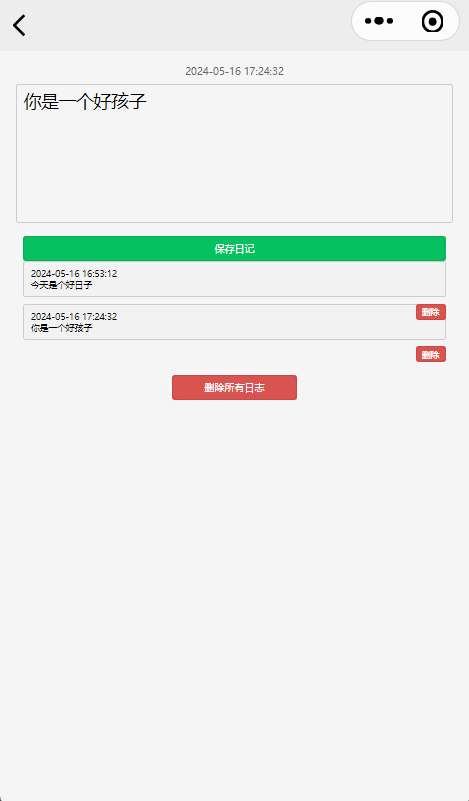 2024-05-16 17:24:32
你是一个好孩子
保存日记
2024-05-16 16:53:12
今天是个好日子
删除
2024-05-16 17:24:32
你是一个好孩子
删除
删除所有日志